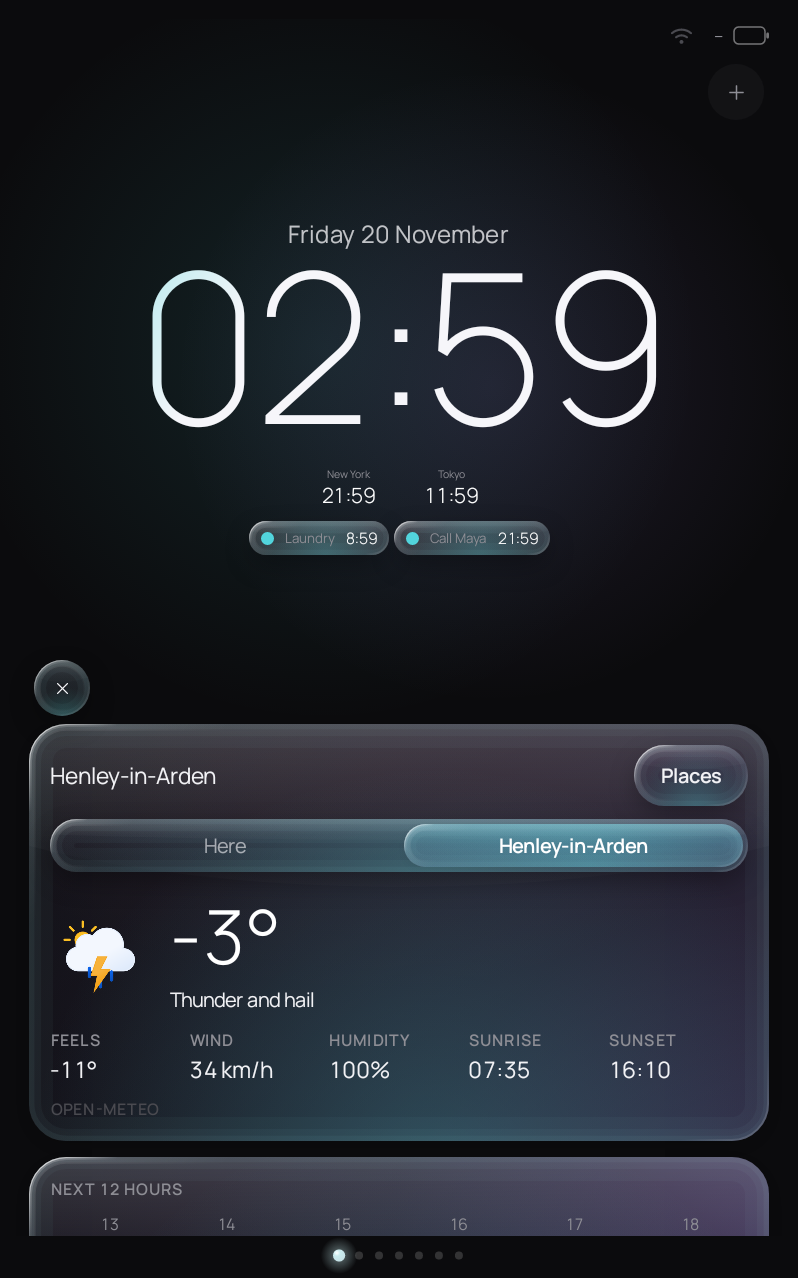 –
+
Friday 20 November
02:59
New York Tokyo
21:59 11:59
Laundry 8:59 Call Maya 21:59
×
Henley-in-Arden Places
Here Henley-in-Arden
-3°
Thunder and hail
FEELS WIND HUMIDITY SUNRISE SUNSET
-11° 34 km/h 100% 07:35 16:10
OPEN-METEO
NEXT 12 HOURS
13 14 15 16 17 18